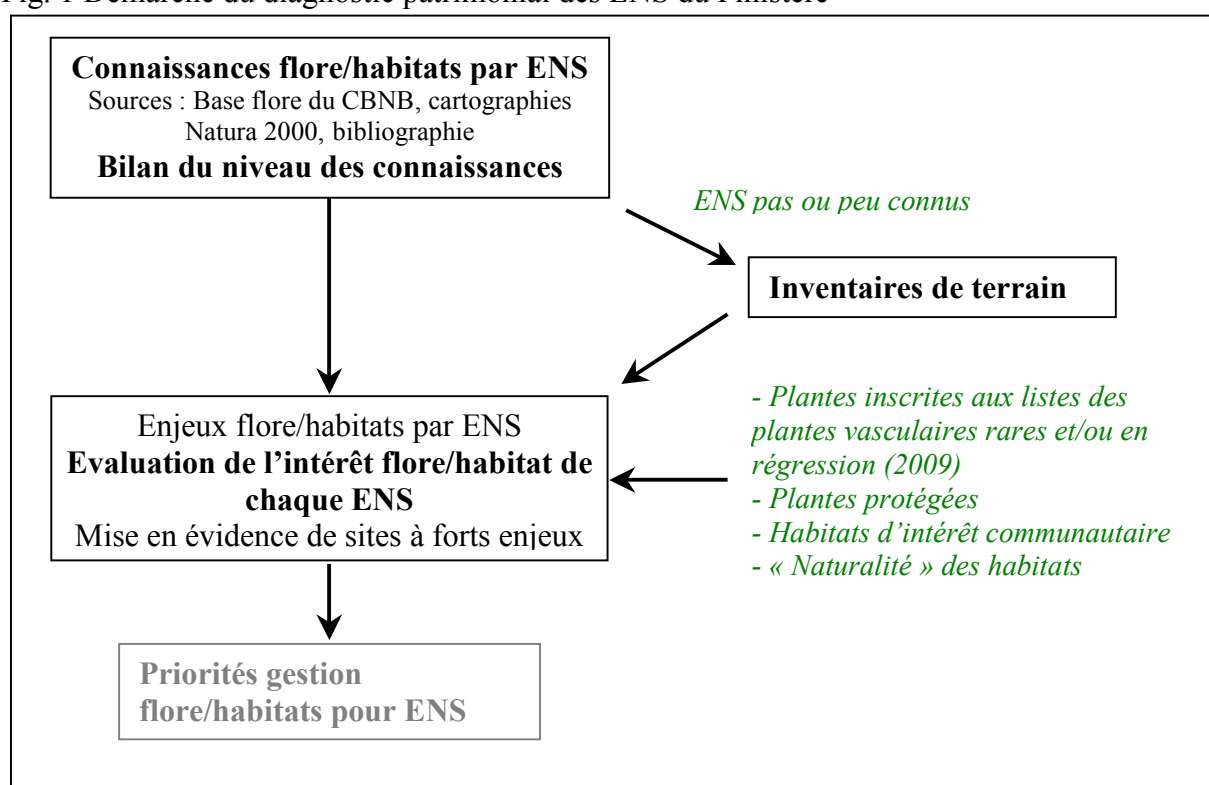 Fig. 1 Démarche du diagnostic patrimonial des ENS du Finistère
Connaissances flore/habitats par ENS
Sources : Base flore du CBNB, cartographies
Natura 2000, bibliographie
Bilan du niveau des connaissances
ENS pas ou peu connus
Inventaires de terrain
Enjeux flore/habitats par ENS
Evaluation de l’intérêt flore/habitat de
chaque ENS
Mise en évidence de sites à forts enjeux
- Plantes inscrites aux listes des
plantes vasculaires rares et/ou en
régression (2009)
- Plantes protégées
- Habitats d’intérêt communautaire
- « Naturalité » des habitats
Priorités gestion
flore/habitats pour ENS